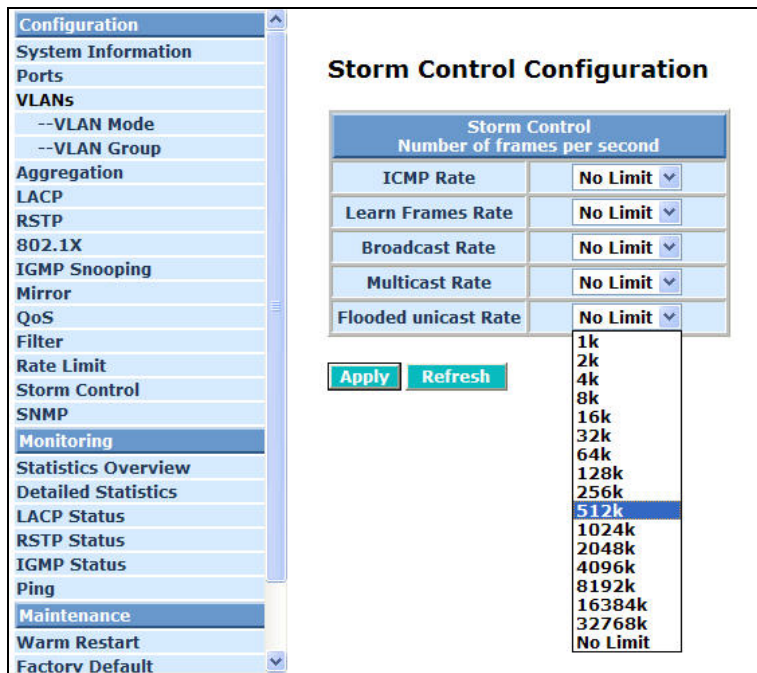 Configuration
System Information
Ports
VLANs
--VLAN Mode
--VLAN Group
Aggregation
LACP
RSTP
802.1X
IGMP Snooping
Mirror
QoS
Filter
Rate Limit
Storm Control
SNMP
Monitoring
Statistics Overview
Detailed Statistics
LACP Status
RSTP Status
IGMP Status
Ping
Maintenance
Warm Restart
Factory Default
Storm Control Configuration
Storm Control
Number of frames per second
ICMP Rate No Limit
Learn Frames Rate No Limit
Broadcast Rate No Limit
Multicast Rate No Limit
Flooded unicast Rate No Limit
1k
2k
4k
8k
16k
32k
64k
128k
256k
512k
1024k
2048k
4096k
8192k
16384k
32768k
No Limit
Apply Refresh